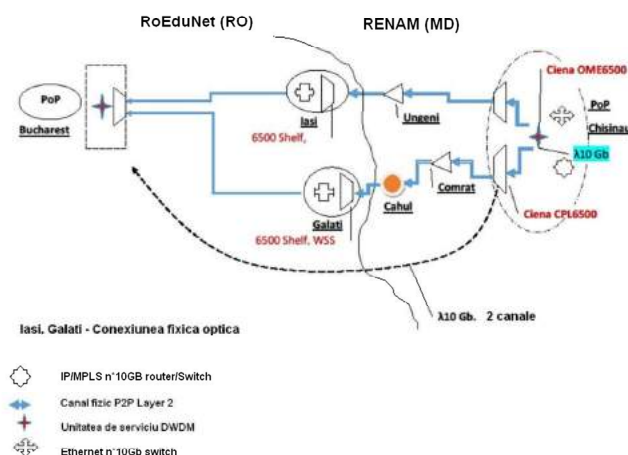 RoEduNet (RO)
RENAM (MD)
Ciena OME6500
PoP
Bucharest
Iasi
6500 Shelf,
Ungeni
PoP
Chisinau
λ10 Gb
Galati
6500 Shelf, WSS
Cahul
Comrat
Ciena CPL6500
λ10 Gb. 2 canale
Iasi, Galati - Conexiunea fixica optica
IP/MPLS n*10GB router/Switch
Canal fizic P2P Layer 2
Unitatea de serviciu DWDM
Ethernet n*10Gb switch